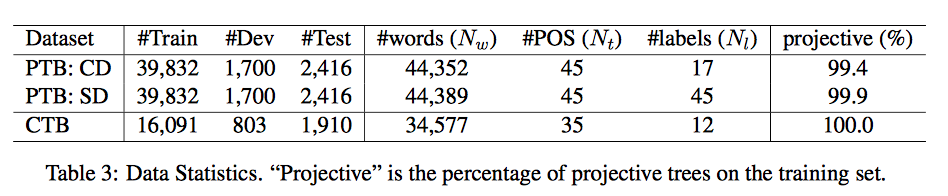 Dataset #Train #Dev #Test #words (Nw) #POS (Nt) #labels (Nl) projective (%)
PTB: CD 39,832 1,700 2,416 44,352 45 17 99.4
PTB: SD 39,832 1,700 2,416 44,389 45 45 99.9
CTB 16,091 803 1,910 34,577 35 12 100.0
Table 3: Data Statistics. “Projective” is the percentage of projective trees on the training set.